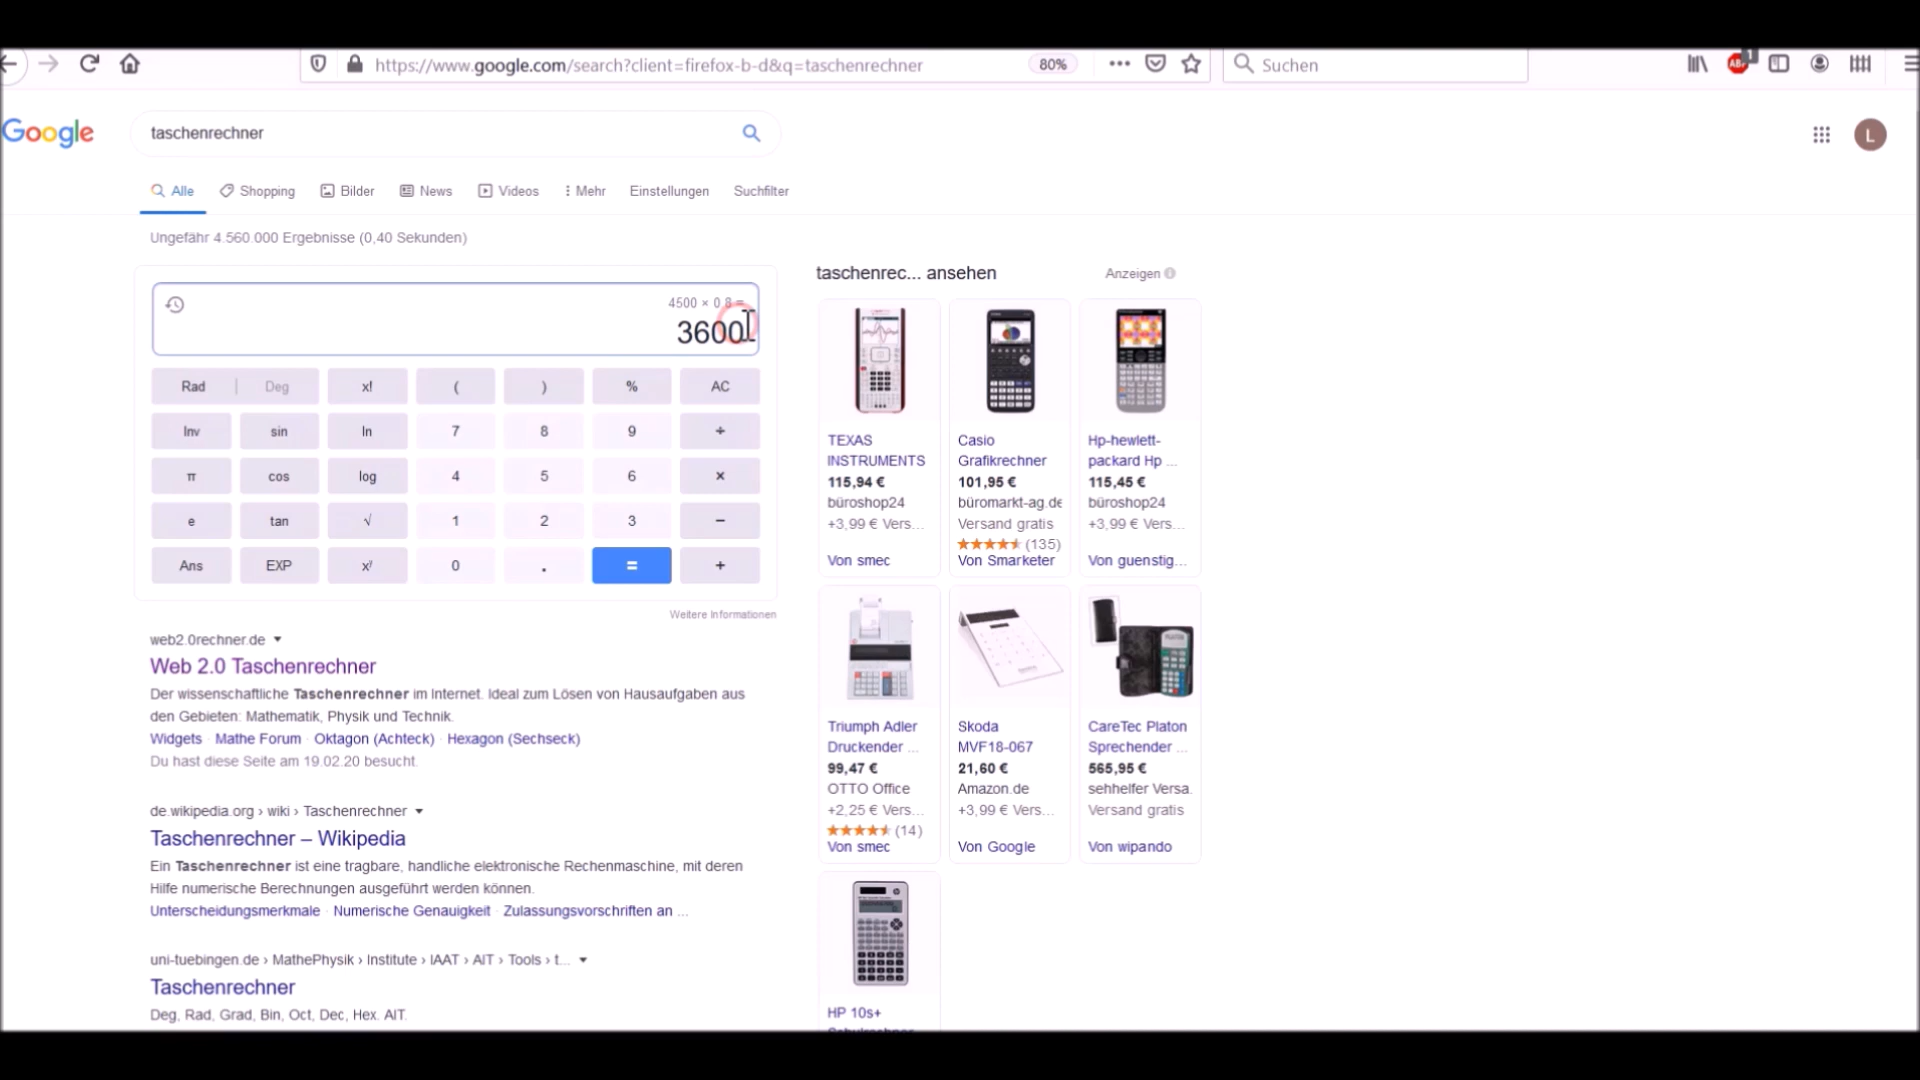 https://www.google.com/search?client=firefox-b-d&q=taschenrechner
80%
Suchen
ABP
1
Google
taschenrechner
L
Alle
Shopping
Bilder
News
Videos
Mehr
Einstellungen
Suchfilter
Ungefähr 4.560.000 Ergebnisse (0,40 Sekunden)
4500 × 0.8 =
3600
Rad | Deg x! ( ) % AC
Inv sin ln 7 8 9 ÷
π cos log 4 5 6 ×
e tan √ 1 2 3 −
Ans EXP xʸ 0 . = +
Weitere Informationen
web2.0rechner.de
Web 2.0 Taschenrechner
Der wissenschaftliche Taschenrechner im Internet. Ideal zum Lösen von Hausaufgaben aus
den Gebieten: Mathematik, Physik und Technik.
Widgets · Mathe Forum · Oktagon (Achteck) · Hexagon (Sechseck)
Du hast diese Seite am 19.02.20 besucht.
de.wikipedia.org › wiki › Taschenrechner
Taschenrechner – Wikipedia
Ein Taschenrechner ist eine tragbare, handliche elektronische Rechenmaschine, mit deren
Hilfe numerische Berechnungen ausgeführt werden können.
Unterscheidungsmerkmale · Numerische Genauigkeit · Zulassungsvorschriften an ...
uni-tuebingen.de › MathePhysik › Institute › IAAT › AIT › Tools › t...
Taschenrechner
Deg, Rad, Grad, Bin, Oct, Dec, Hex. AIT.
taschenrec... ansehen
Anzeigen
TEXAS
INSTRUMENTS
115,94 €
büroshop24
+3,99 € Vers...
Von smec
Casio
Grafikrechner
101,95 €
büromarkt-ag.de
Versand gratis
(135)
Von Smarketer
Hp-hewlett-
packard Hp ...
115,45 €
büroshop24
+3,99 € Vers...
Von guenstig...
Triumph Adler
Druckender ...
99,47 €
OTTO Office
+2,25 € Vers...
(14)
Von smec
Skoda
MVF18-067
21,60 €
Amazon.de
+3,99 € Vers...
Von Google
CareTec Platon
Sprechender ...
565,95 €
sehhelfer Versa.
Versand gratis
Von wipando
HP 10s+